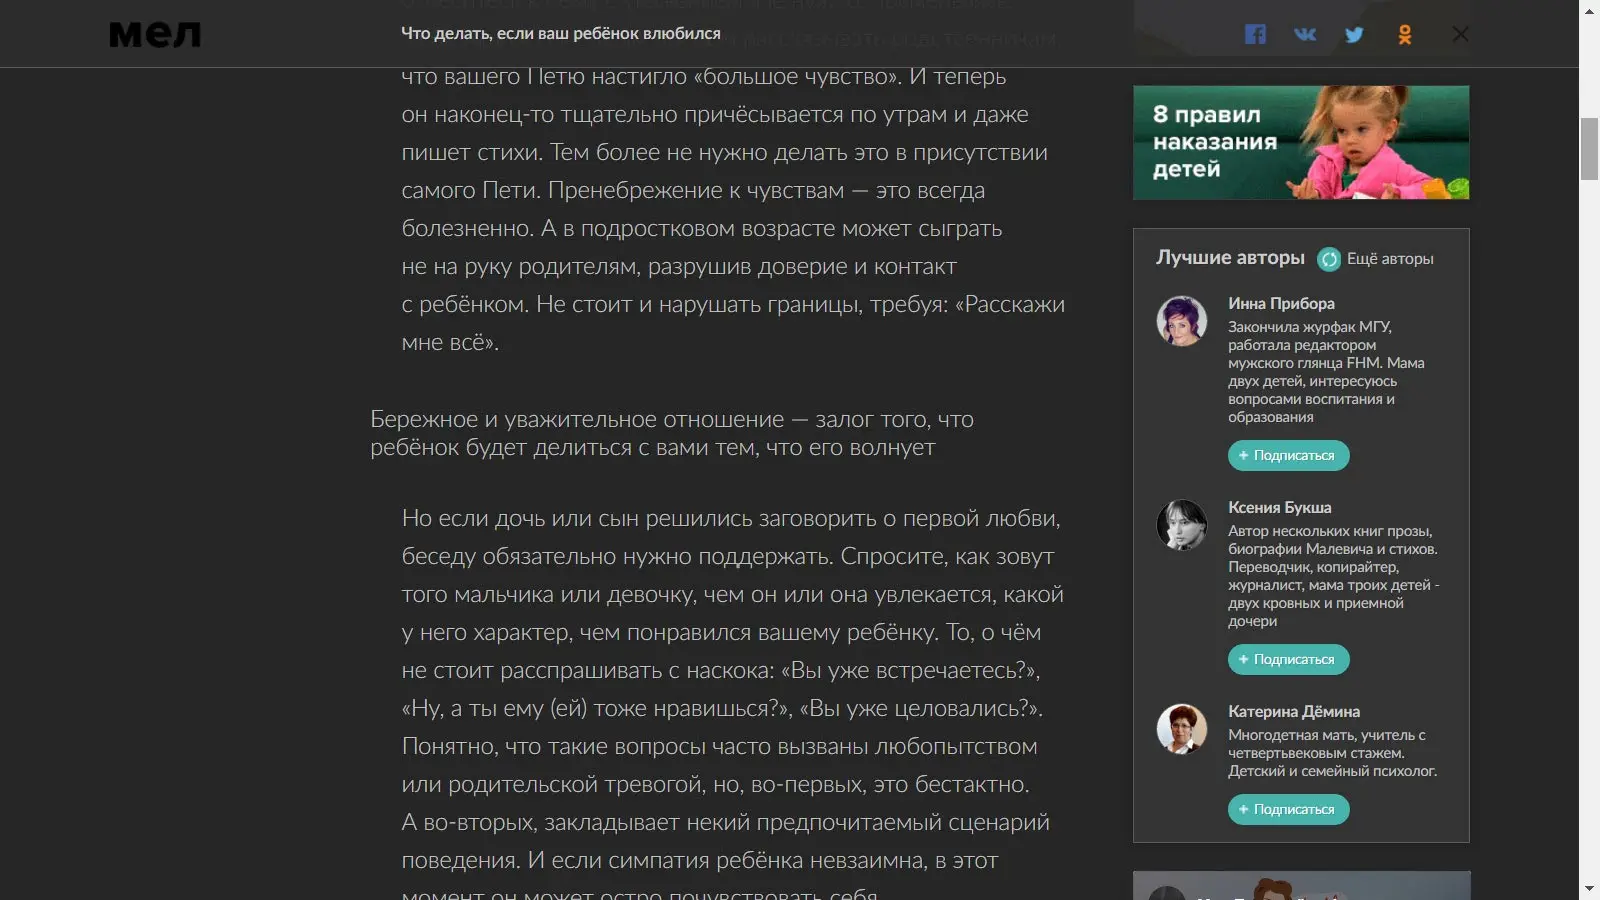 мел
Что делать, если ваш ребёнок влюбился
что вашего Петю настигло «большое чувство». И теперь
он наконец-то тщательно причёсывается по утрам и даже
пишет стихи. Тем более не нужно делать это в присутствии
самого Пети. Пренебрежение к чувствам — это всегда
болезненно. А в подростковом возрасте может сыграть
не на руку родителям, разрушив доверие и контакт
с ребёнком. Не стоит и нарушать границы, требуя: «Расскажи
мне всё».
Бережное и уважительное отношение — залог того, что
ребёнок будет делиться с вами тем, что его волнует
Но если дочь или сын решились заговорить о первой любви,
беседу обязательно нужно поддержать. Спросите, как зовут
того мальчика или девочку, чем он или она увлекается, какой
у него характер, чем понравился вашему ребёнку. То, о чём
не стоит расспрашивать с наскока: «Вы уже встречаетесь?»,
«Ну, а ты ему (ей) тоже нравишься?», «Вы уже целовались?».
Понятно, что такие вопросы часто вызваны любопытством
или родительской тревогой, но, во-первых, это бестактно.
А во-вторых, закладывает некий предпочитаемый сценарий
поведения. И если симпатия ребёнка невзаимна, в этот
момент он может остро почувствовать себя
8 правил
наказания
детей
Лучшие авторы Ещё авторы
Инна Прибора
Закончила журфак МГУ,
работала редактором
мужского глянца FHM. Мама
двух детей, интересуюсь
вопросами воспитания и
образования
+ Подписаться
Ксения Букша
Автор нескольких книг прозы,
биографии Малевича и стихов.
Переводчик, копирайтер,
журналист, мама троих детей -
двух кровных и приемной
дочери
+ Подписаться
Катерина Дёмина
Многодетная мать, учитель с
четвертьвековым стажем.
Детский и семейный психолог.
+ Подписаться